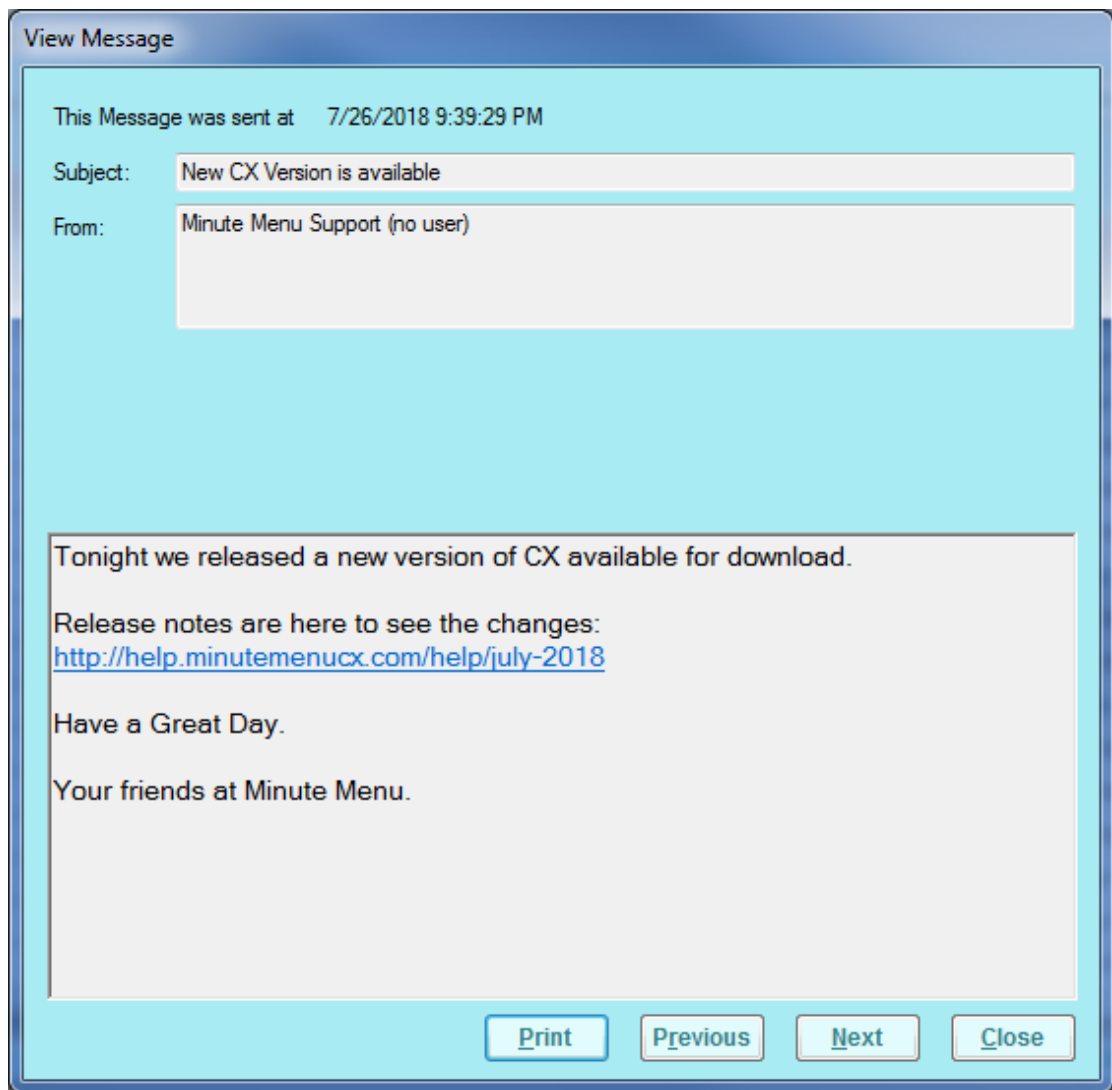 View Message
This Message was sent at 7/26/2018 9:39:29 PM
Subject: New CX Version is available
From: Minute Menu Support (no user)
Tonight we released a new version of CX available for download.
Release notes are here to see the changes:
http://help.minutemenucx.com/help/july-2018
Have a Great Day.
Your friends at Minute Menu.
Print Previous Next Close